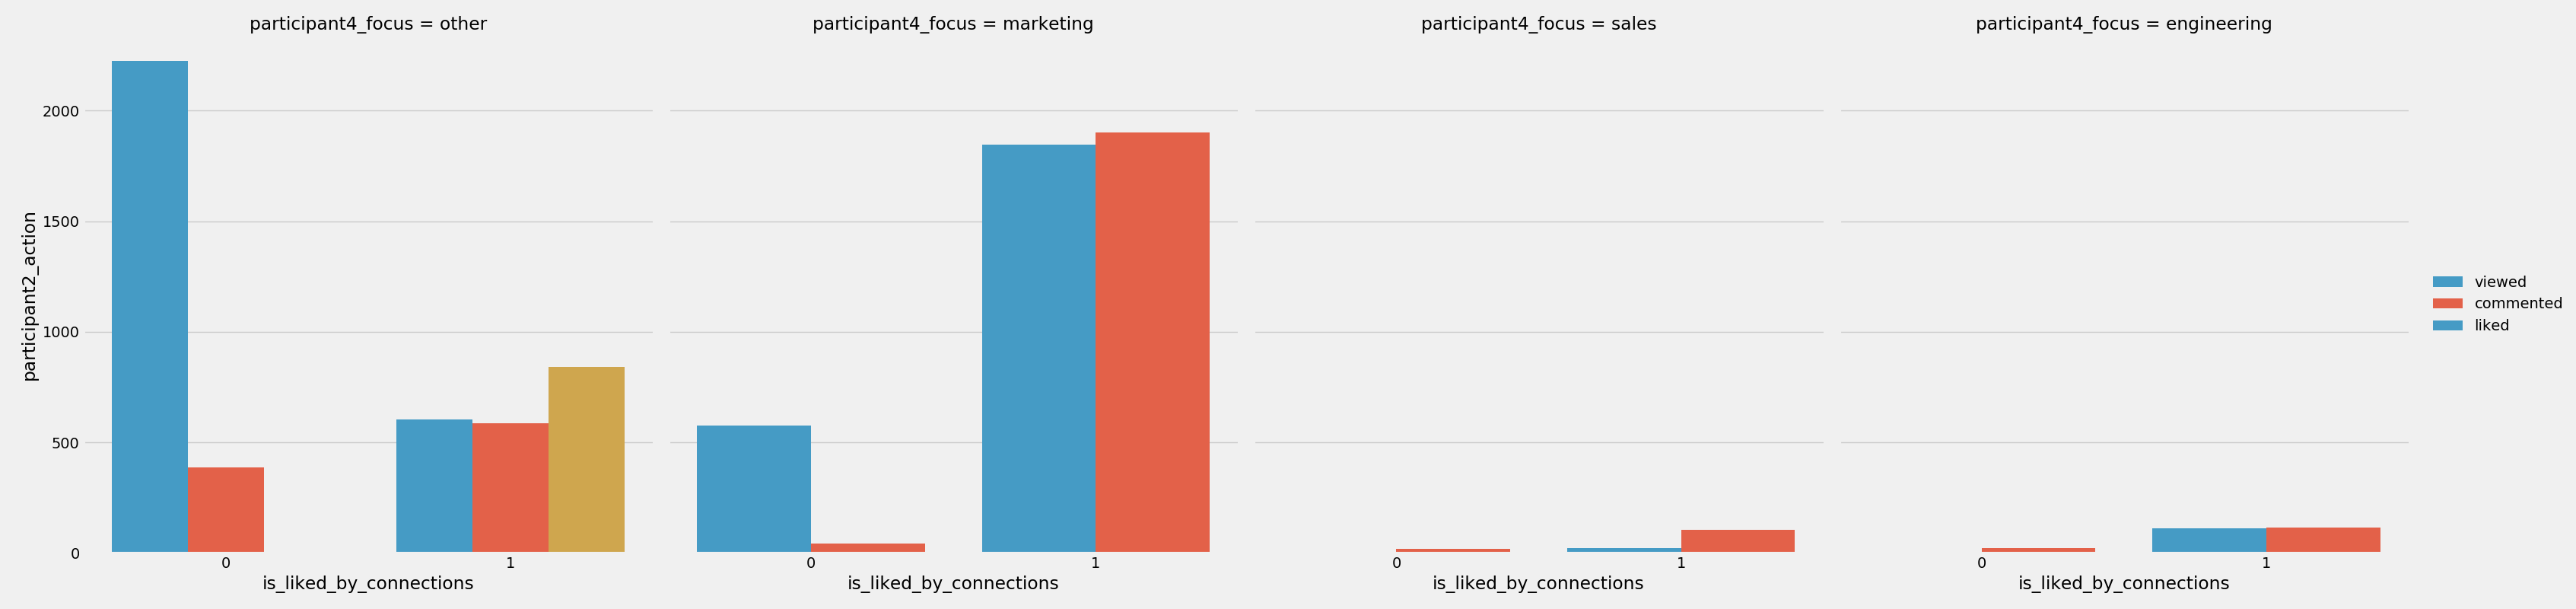 participant4_focus = other
participant4_focus = marketing
participant4_focus = sales
participant4_focus = engineering
participant2_action
2000
1500
1000
500
0
0 1
0 1
0 1
0 1
is_liked_by_connections
is_liked_by_connections
is_liked_by_connections
is_liked_by_connections
viewed
commented
liked